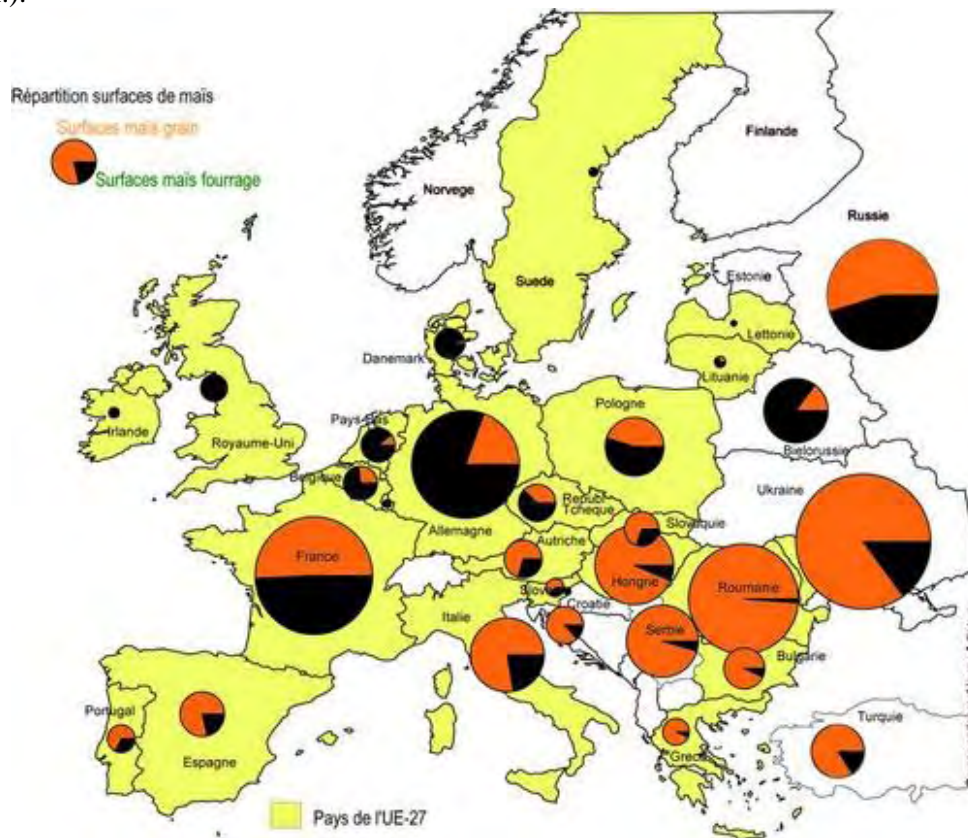 Répartition surfaces de maïs
Surfaces maïs grain
Surfaces maïs fourrage
Norvege
Finlande
Russie
Suede
Estonie
Lettonie
Lituanie
Danemark
Irlande
Royaume-Uni
Pays-Bas
Pologne
Bielorussie
Belgique
Allemagne
Republ
Tcheque
Ukraine
Slovaquie
France
Autriche
Hongrie
Roumanie
Croatie
Italie
Serbie
Bulgarie
Portugal
Espagne
Turquie
Pays de l'UE-27